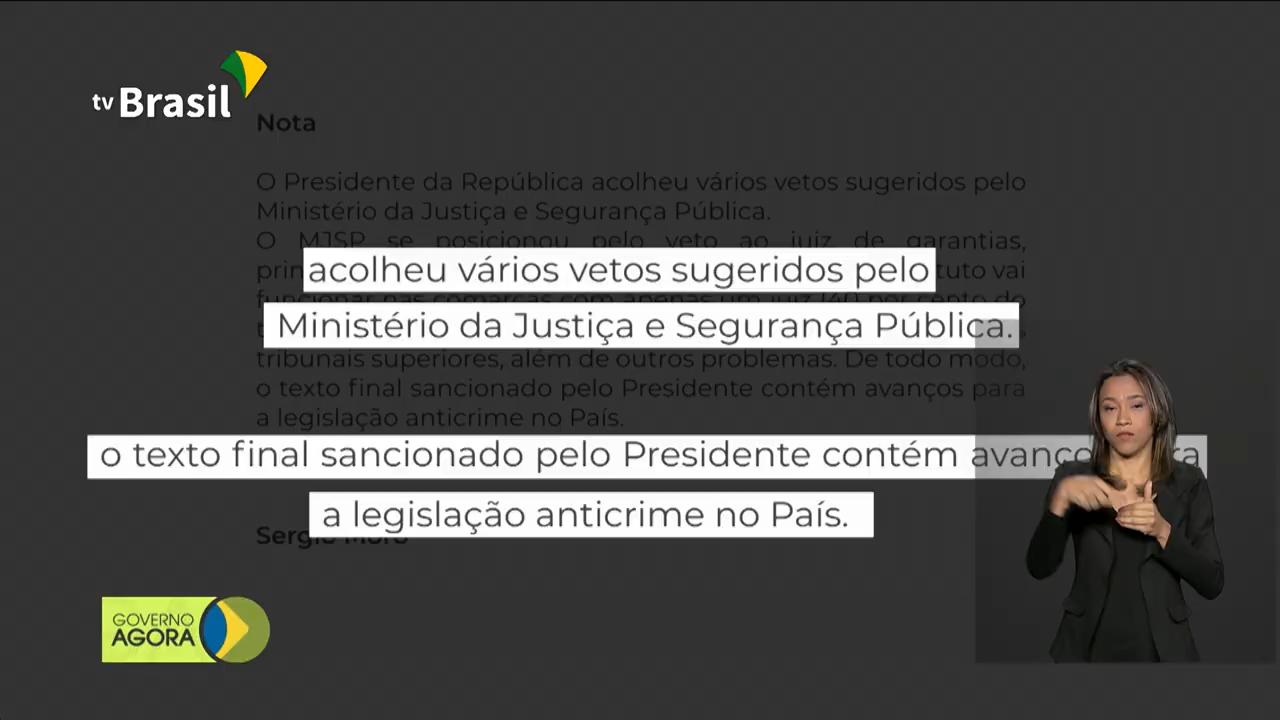 tv Brasil
Nota
O Presidente da República acolheu vários vetos sugeridos pelo
Ministério da Justiça e Segurança Pública.
O MJSP se posicionou pelo veto ao juiz de garantias,
acolheu vários vetos sugeridos pelo
Ministério da Justiça e Segurança Pública.
tribunais superiores, além de outros problemas. De todo modo,
o texto final sancionado pelo Presidente contém avanços para
a legislação anticrime no País.
o texto final sancionado pelo Presidente contém
a legislação anticrime no País.
Sergio Moro
GOVERNO
AGORA